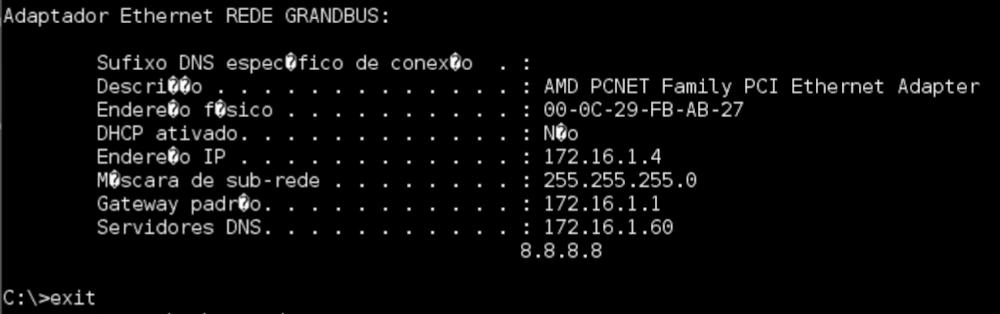 Adaptador Ethernet REDE GRANDBUS:
Sufixo DNS espec�fico de conex�o . :
Descri��o . . . . . . . . . . . . . . : AMD PCNET Family PCI Ethernet Adapter
Endere�o f�sico . . . . . . . . . . . : 00-0C-29-FB-AB-27
DHCP ativado. . . . . . . . . . . . . : N�o
Endere�o IP . . . . . . . . . . . . . : 172.16.1.4
M�scara de sub-rede . . . . . . . . . : 255.255.255.0
Gateway padr�o. . . . . . . . . . . . : 172.16.1.1
Servidores DNS. . . . . . . . . . . . : 172.16.1.60
8.8.8.8
C:\>exit